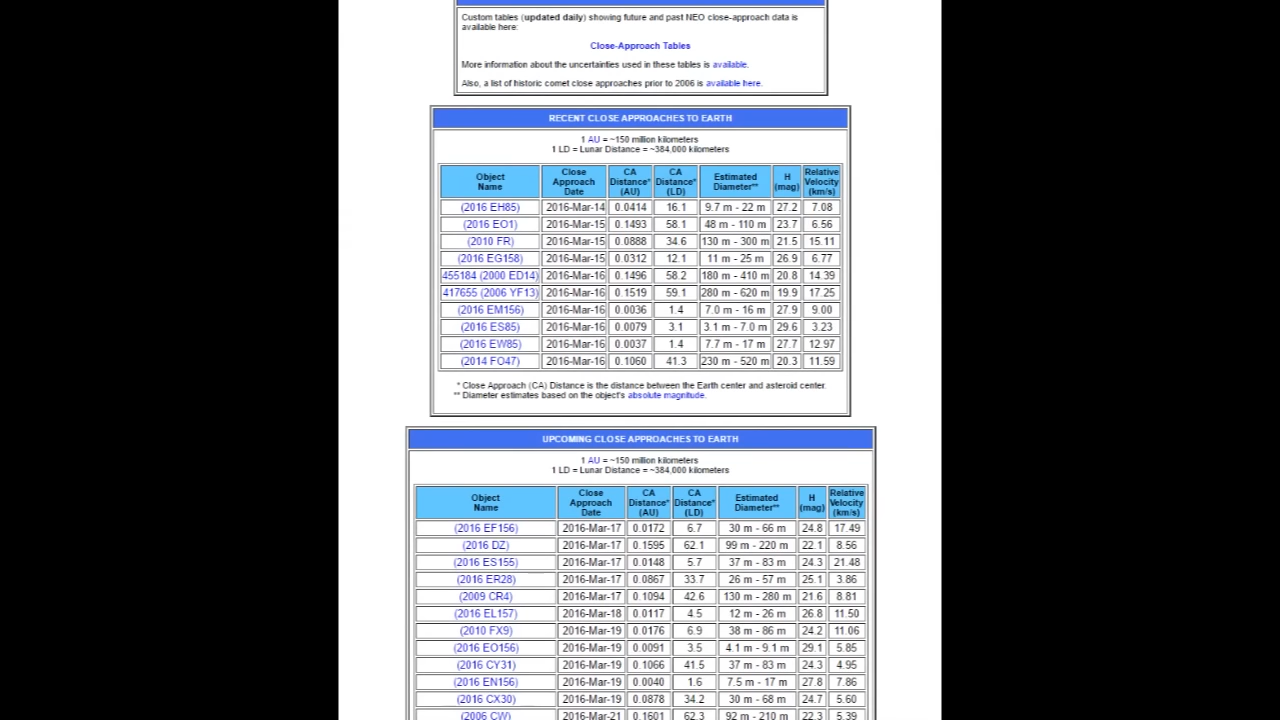 Custom tables (updated daily) showing future and past NEO close-approach data is
available here:
Close-Approach Tables
More information about the uncertainties used in these tables is available.
Also, a list of historic comet close approaches prior to 2006 is available here.
RECENT CLOSE APPROACHES TO EARTH
1 AU = ~150 million kilometers
1 LD = Lunar Distance = ~384,000 kilometers
Object Name Close Approach Date CA Distance* (AU) CA Distance* (LD) Estimated Diameter** H (mag) Relative Velocity (km/s)
(2016 EH85) 2016-Mar-14 0.0414 16.1 9.7 m - 22 m 27.2 7.08
(2016 EO1) 2016-Mar-15 0.1493 58.1 48 m - 110 m 23.7 6.56
(2010 FR) 2016-Mar-15 0.0888 34.6 130 m - 300 m 21.5 15.11
(2016 EG158) 2016-Mar-15 0.0312 12.1 11 m - 25 m 26.9 6.77
455184 (2000 ED14) 2016-Mar-16 0.1496 58.2 180 m - 410 m 20.8 14.39
417655 (2006 YF13) 2016-Mar-16 0.1519 59.1 280 m - 620 m 19.9 17.25
(2016 EM156) 2016-Mar-16 0.0036 1.4 7.0 m - 16 m 27.9 9.00
(2016 ES85) 2016-Mar-16 0.0079 3.1 3.1 m - 7.0 m 29.6 3.23
(2016 EW85) 2016-Mar-16 0.0037 1.4 7.7 m - 17 m 27.7 12.97
(2014 FO47) 2016-Mar-16 0.1060 41.3 230 m - 520 m 20.3 11.59
* Close Approach (CA) Distance is the distance between the Earth center and asteroid center.
** Diameter estimates based on the object's absolute magnitude.
UPCOMING CLOSE APPROACHES TO EARTH
1 AU = ~150 million kilometers
1 LD = Lunar Distance = ~384,000 kilometers
Object Name Close Approach Date CA Distance* (AU) CA Distance* (LD) Estimated Diameter** H (mag) Relative Velocity (km/s)
(2016 EF156) 2016-Mar-17 0.0172 6.7 30 m - 66 m 24.8 17.49
(2016 DZ) 2016-Mar-17 0.1595 62.1 99 m - 220 m 22.1 8.56
(2016 ES155) 2016-Mar-17 0.0148 5.7 37 m - 83 m 24.3 21.48
(2016 ER28) 2016-Mar-17 0.0867 33.7 26 m - 57 m 25.1 3.86
(2009 CR4) 2016-Mar-17 0.1094 42.6 130 m - 280 m 21.6 8.81
(2016 EL157) 2016-Mar-18 0.0117 4.5 12 m - 26 m 26.8 11.50
(2010 FX9) 2016-Mar-19 0.0176 6.9 38 m - 86 m 24.2 11.06
(2016 EO156) 2016-Mar-19 0.0091 3.5 4.1 m - 9.1 m 29.1 5.85
(2016 CY31) 2016-Mar-19 0.1066 41.5 37 m - 83 m 24.3 4.95
(2016 EN156) 2016-Mar-19 0.0040 1.6 7.5 m - 17 m 27.8 7.86
(2016 CX30) 2016-Mar-19 0.0878 34.2 30 m - 68 m 24.7 5.60
(2006 CW) 2016-Mar-21 0.1601 62.3 92 m - 210 m 22.3 5.39